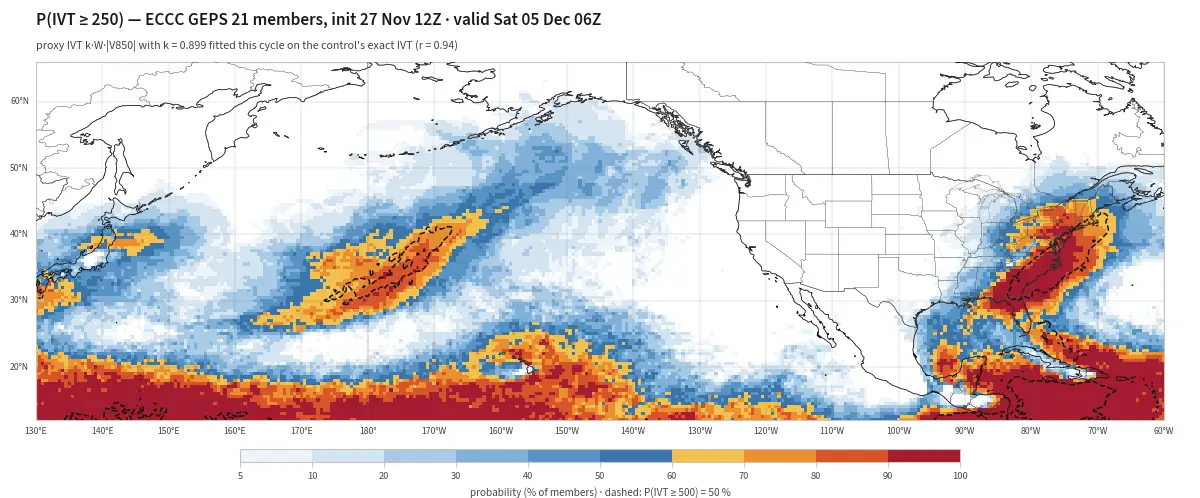 P(IVT ≥ 250) — ECCC GEPS 21 members, init 27 Nov 12Z · valid Sat 05 Dec 06Z
proxy IVT k·W·|V850| with k = 0.899 fitted this cycle on the control's exact IVT (r = 0.94)
60°N
50°N
40°N
30°N
20°N
130°E 140°E 150°E 160°E 170°E 180° 170°W 160°W 150°W 140°W 130°W 120°W 110°W 100°W 90°W 80°W 70°W 60°W
5 10 20 30 40 50 60 70 80 90 100
probability (% of members) · dashed: P(IVT ≥ 500) = 50 %